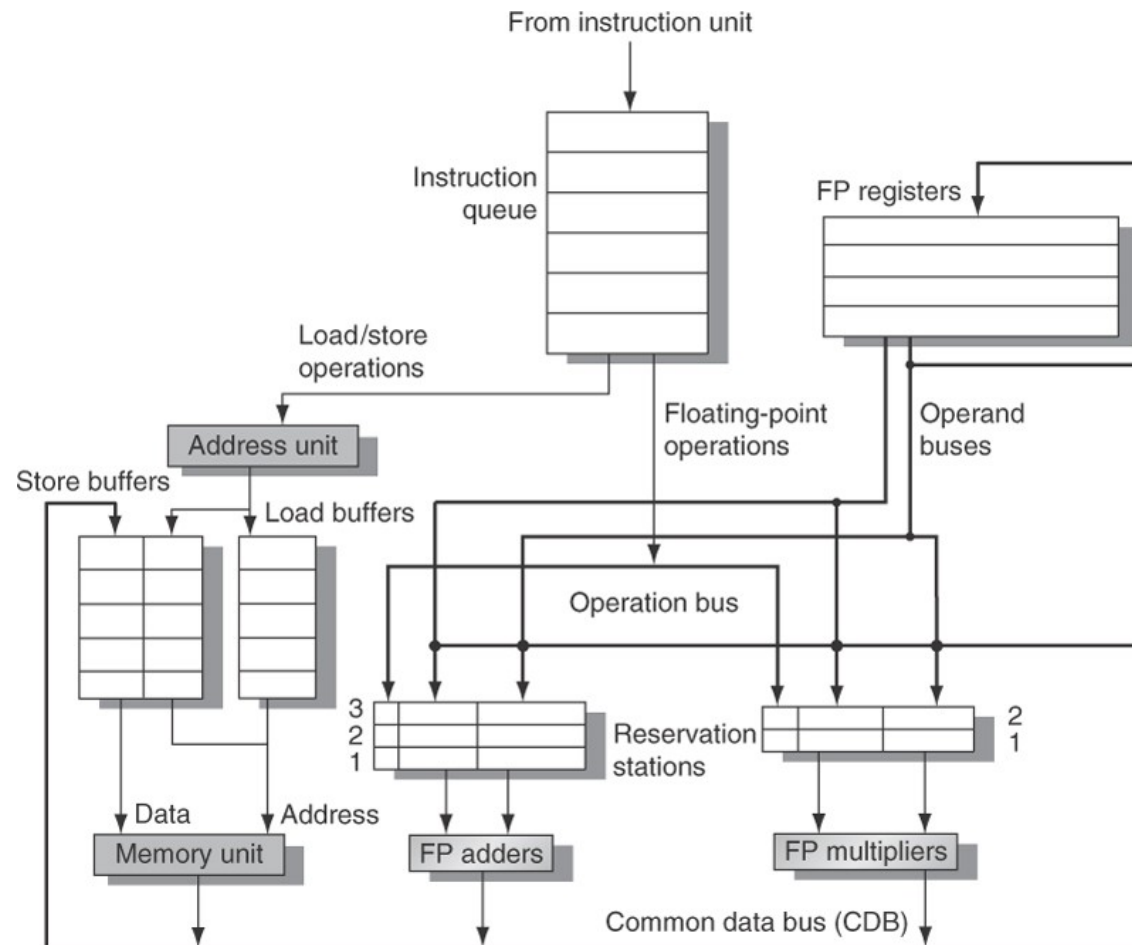 From instruction unit
Instruction
queue
FP registers
Load/store
operations
Floating-point
operations
Operand
buses
Address unit
Store buffers
Load buffers
Operation bus
3
2
1
Reservation
stations
2
1
Data
Address
Memory unit
FP adders
FP multipliers
Common data bus (CDB)